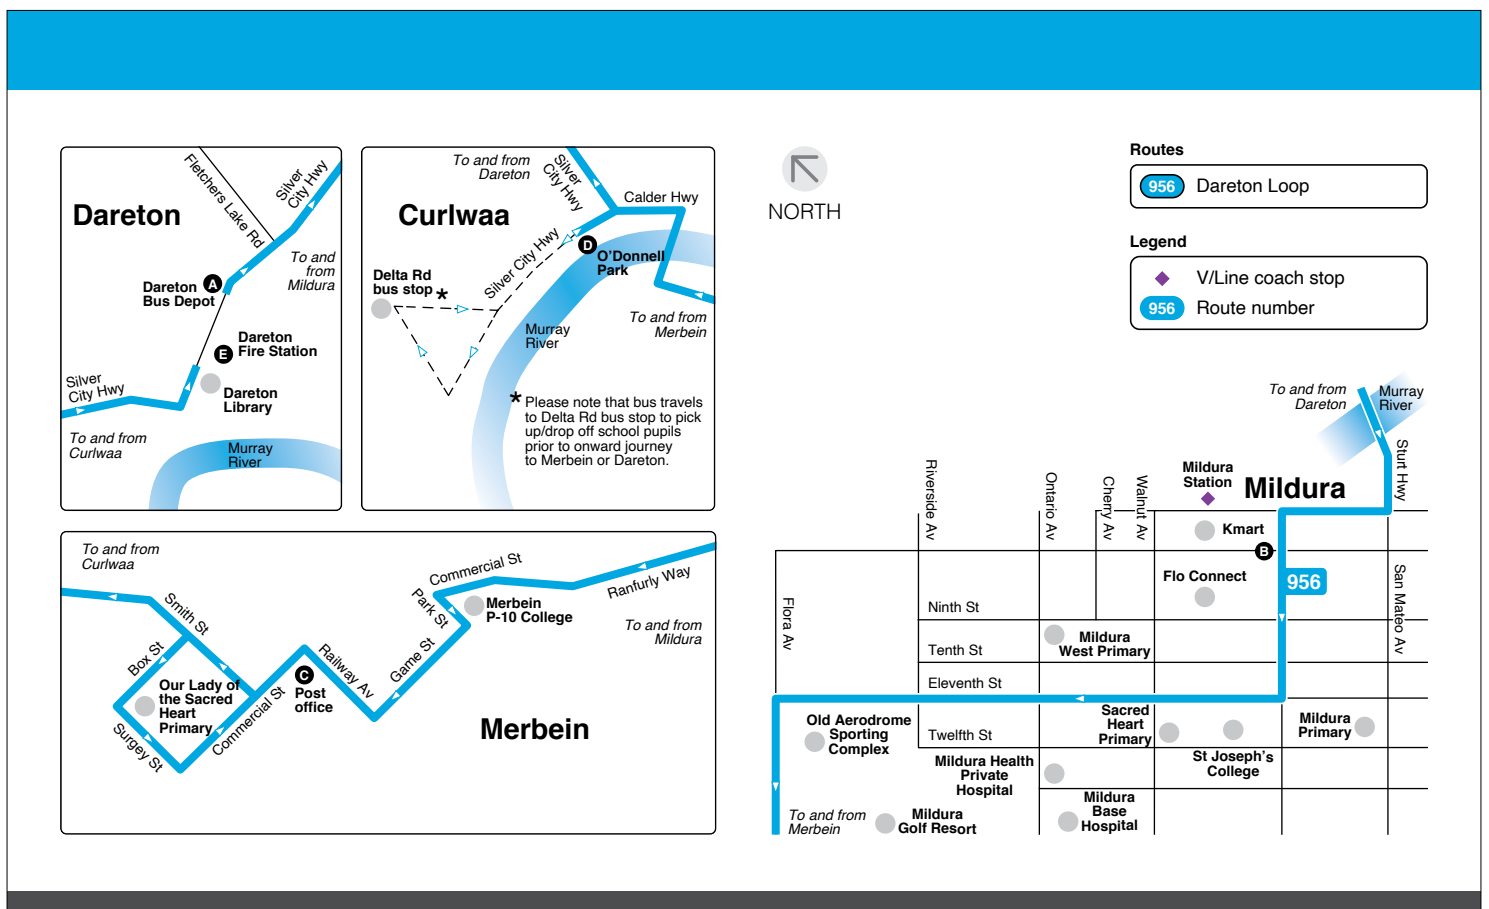 Dareton
Fletchers Lake Rd
Silver
City Hwy
To and
from
Mildura
Dareton
Bus Depot
A
Dareton
Fire Station
E
Dareton
Library
Silver
City Hwy
To and from
Curlwaa
Murray
River
Curlwaa
To and from
Dareton
Silver
City Hwy
Calder Hwy
D
O'Donnell
Park
Silver City Hwy
Delta Rd
bus stop *
Murray
River
To and from
Merbein
* Please note that bus travels
to Delta Rd bus stop to pick
up/drop off school pupils
prior to onward journey
to Merbein or Dareton.
To and from
Curlwaa
Smith St
Box St
Our Lady of
the Sacred
Heart
Primary
Surgey St
Commercial St
C
Post
office
Railway Av
Game St
Park St
Commercial St
Merbein
P-10 College
Ranfurly Way
To and from
Mildura
Merbein
NORTH
Routes
956 Dareton Loop
Legend
V/Line coach stop
956 Route number
To and from
Dareton
Murray
River
Sturt Hwy
Mildura
Station
Mildura
Riverside Av
Ontario Av
Cherry Av
Walnut Av
Kmart
B
Flo Connect
956
San Mateo Av
Flora Av
Ninth St
Tenth St
Mildura
West Primary
Eleventh St
Old Aerodrome
Sporting
Complex
Twelfth St
Sacred
Heart
Primary
St Joseph's
College
Mildura
Primary
Mildura Health
Private
Hospital
Mildura
Base
Hospital
To and from
Merbein
Mildura
Golf Resort